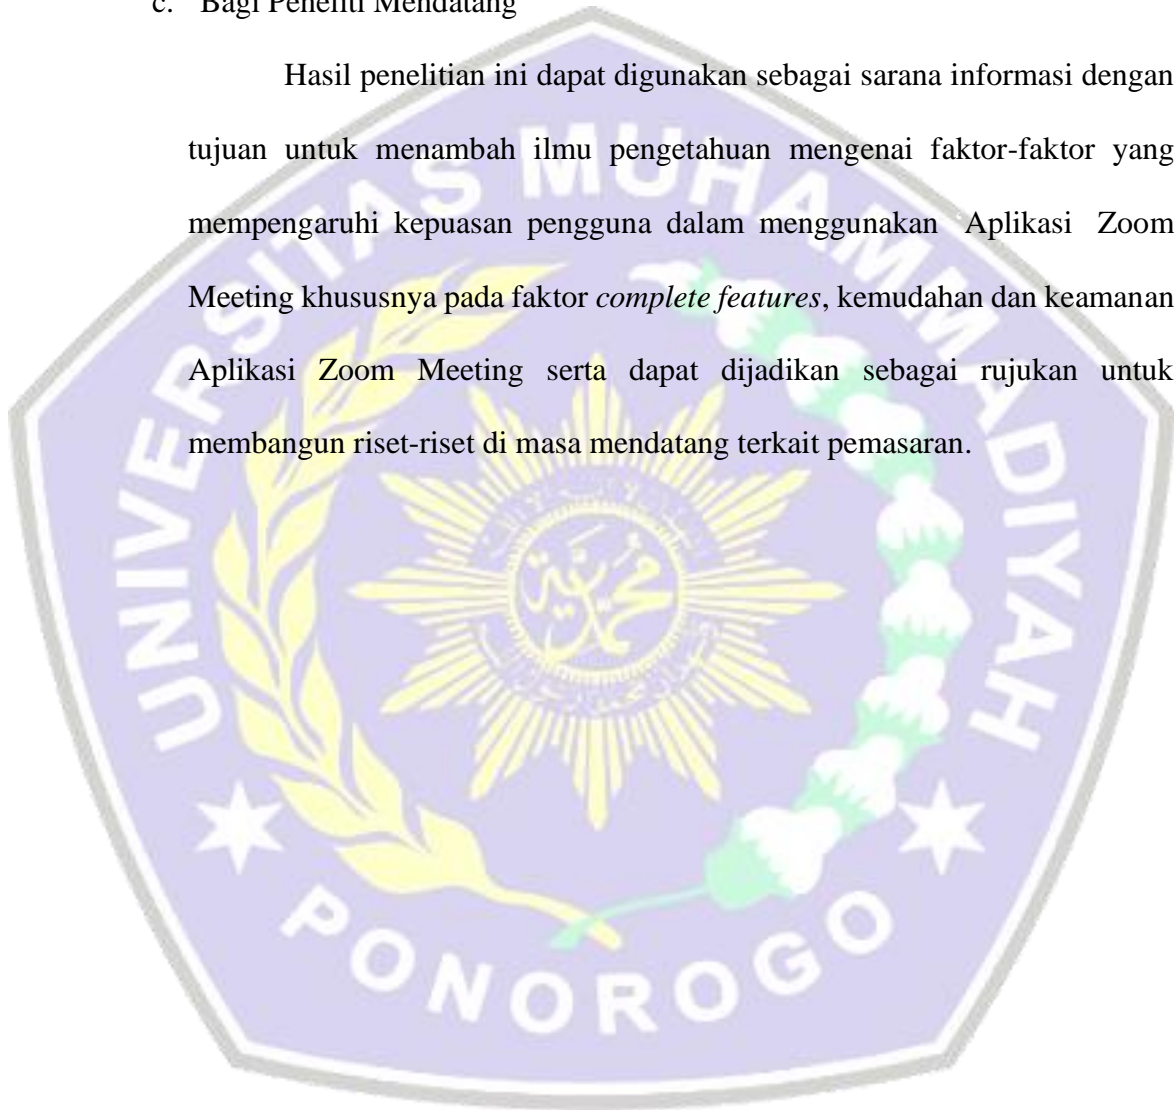 c. Bagi Peneliti Mendatang
Hasil penelitian ini dapat digunakan sebagai sarana informasi dengan
tujuan untuk menambah ilmu pengetahuan mengenai faktor-faktor yang
mempengaruhi kepuasan pengguna dalam menggunakan Aplikasi Zoom
Meeting khususnya pada faktor complete features, kemudahan dan keamanan
Aplikasi Zoom Meeting serta dapat dijadikan sebagai rujukan untuk
membangun riset-riset di masa mendatang terkait pemasaran.
UNIVERSITAS MUHAMMADIYAH
محمدية
PONOROGO